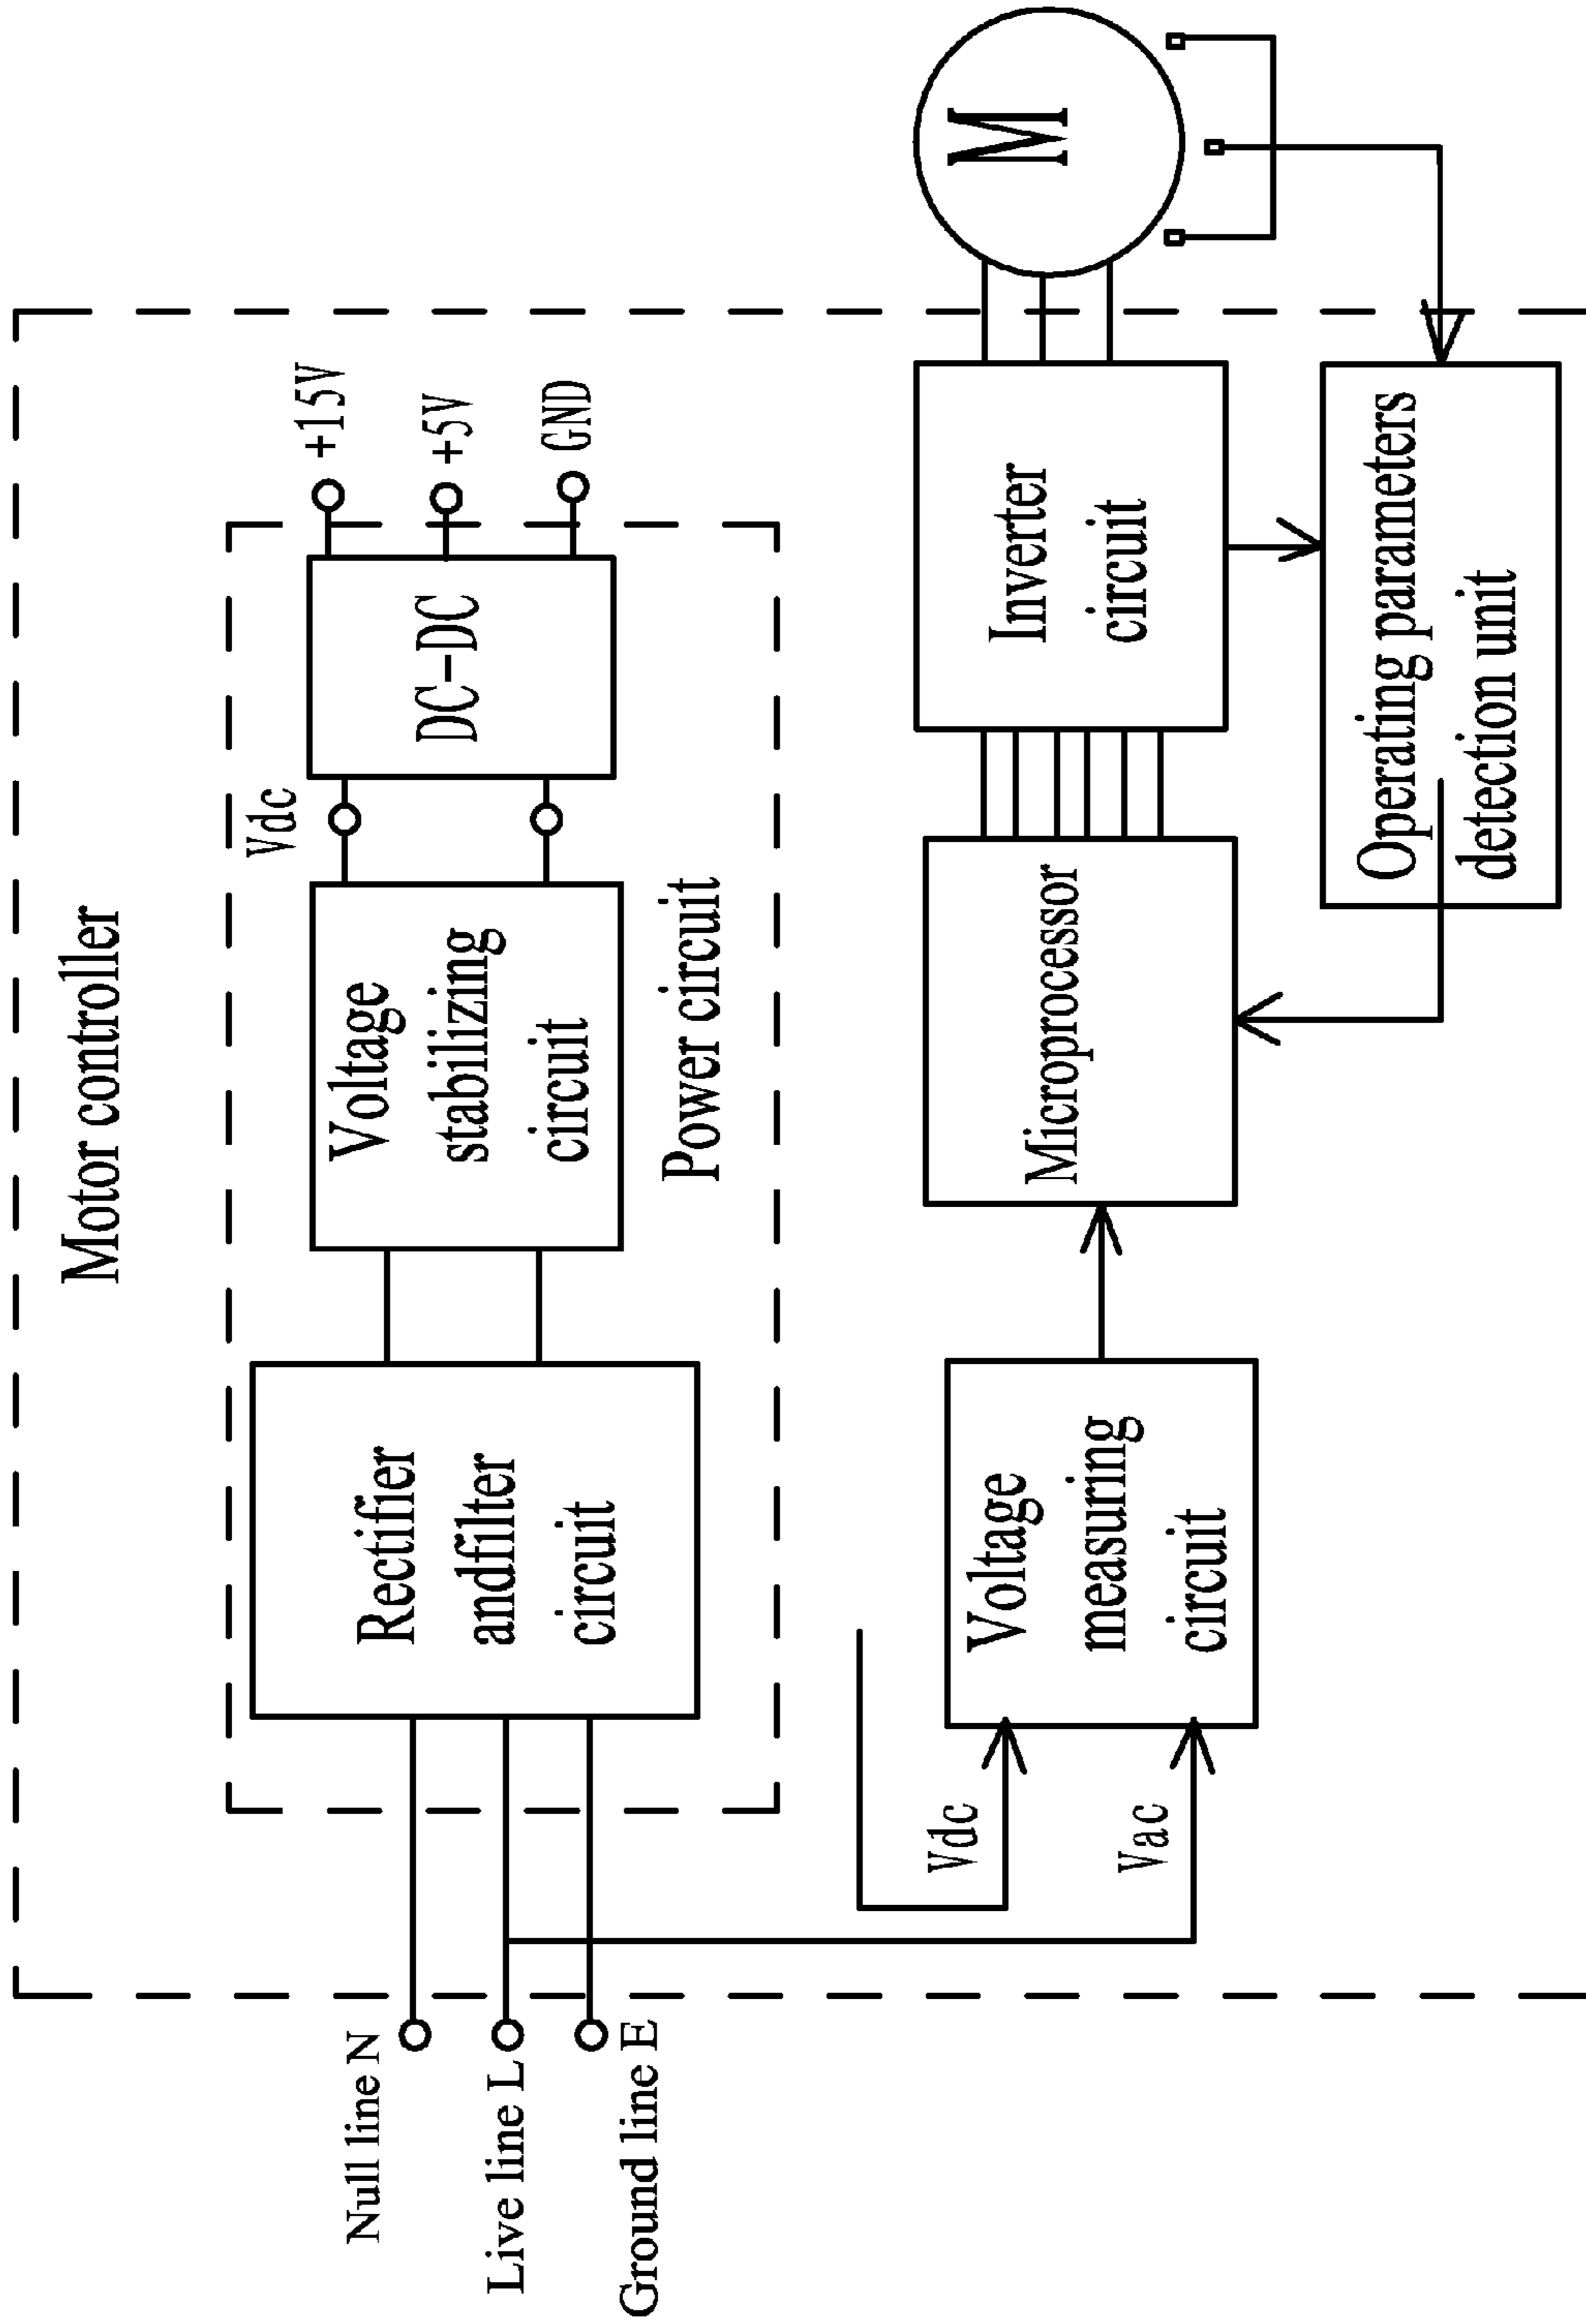 Motor controller
+15V
+5V
GND
Vdc
DC-DC
Voltage
stabilizing
circuit
Rectifier
andfilter
circuit
Power circuit
Null line N
Live line L
Ground line E
Vdc
Vac
Voltage
measuring
circuit
Microprocessor
Inverter
circuit
M
Operating parameters
detection unit